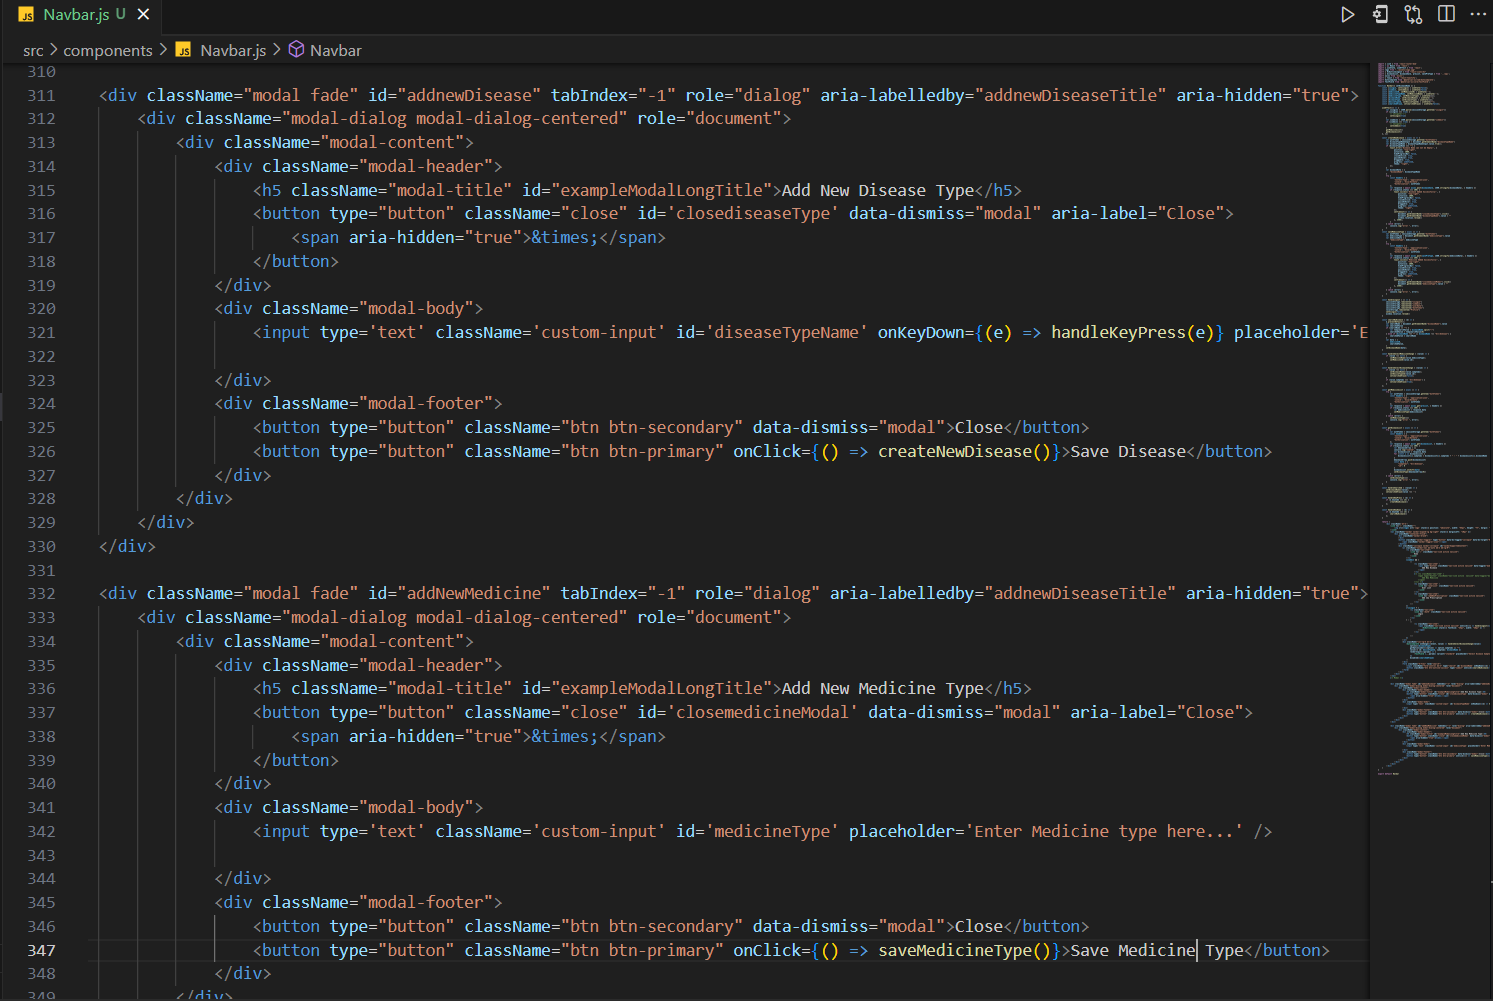 JS Navbar.js U ×
src > components > JS Navbar.js > Navbar
310
311 <div className="modal fade" id="addnewDisease" tabIndex="-1" role="dialog" aria-labelledby="addnewDiseaseTitle" aria-hidden="true">
312 <div className="modal-dialog modal-dialog-centered" role="document">
313 <div className="modal-content">
314 <div className="modal-header">
315 <h5 className="modal-title" id="exampleModalLongTitle">Add New Disease Type</h5>
316 <button type="button" className="close" id='closediseaseType' data-dismiss="modal" aria-label="Close">
317 <span aria-hidden="true">&times;</span>
318 </button>
319 </div>
320 <div className="modal-body">
321 <input type='text' className='custom-input' id='diseaseTypeName' onKeyDown={(e) => handleKeyPress(e)} placeholder='E
322
323 </div>
324 <div className="modal-footer">
325 <button type="button" className="btn btn-secondary" data-dismiss="modal">Close</button>
326 <button type="button" className="btn btn-primary" onClick={() => createNewDisease()}>Save Disease</button>
327 </div>
328 </div>
329 </div>
330 </div>
331
332 <div className="modal fade" id="addNewMedicine" tabIndex="-1" role="dialog" aria-labelledby="addnewDiseaseTitle" aria-hidden="true">
333 <div className="modal-dialog modal-dialog-centered" role="document">
334 <div className="modal-content">
335 <div className="modal-header">
336 <h5 className="modal-title" id="exampleModalLongTitle">Add New Medicine Type</h5>
337 <button type="button" className="close" id='closemedicineModal' data-dismiss="modal" aria-label="Close">
338 <span aria-hidden="true">&times;</span>
339 </button>
340 </div>
341 <div className="modal-body">
342 <input type='text' className='custom-input' id='medicineType' placeholder='Enter Medicine type here...' />
343
344 </div>
345 <div className="modal-footer">
346 <button type="button" className="btn btn-secondary" data-dismiss="modal">Close</button>
347 <button type="button" className="btn btn-primary" onClick={() => saveMedicineType()}>Save Medicine Type</button>
348 </div>
349 </div>